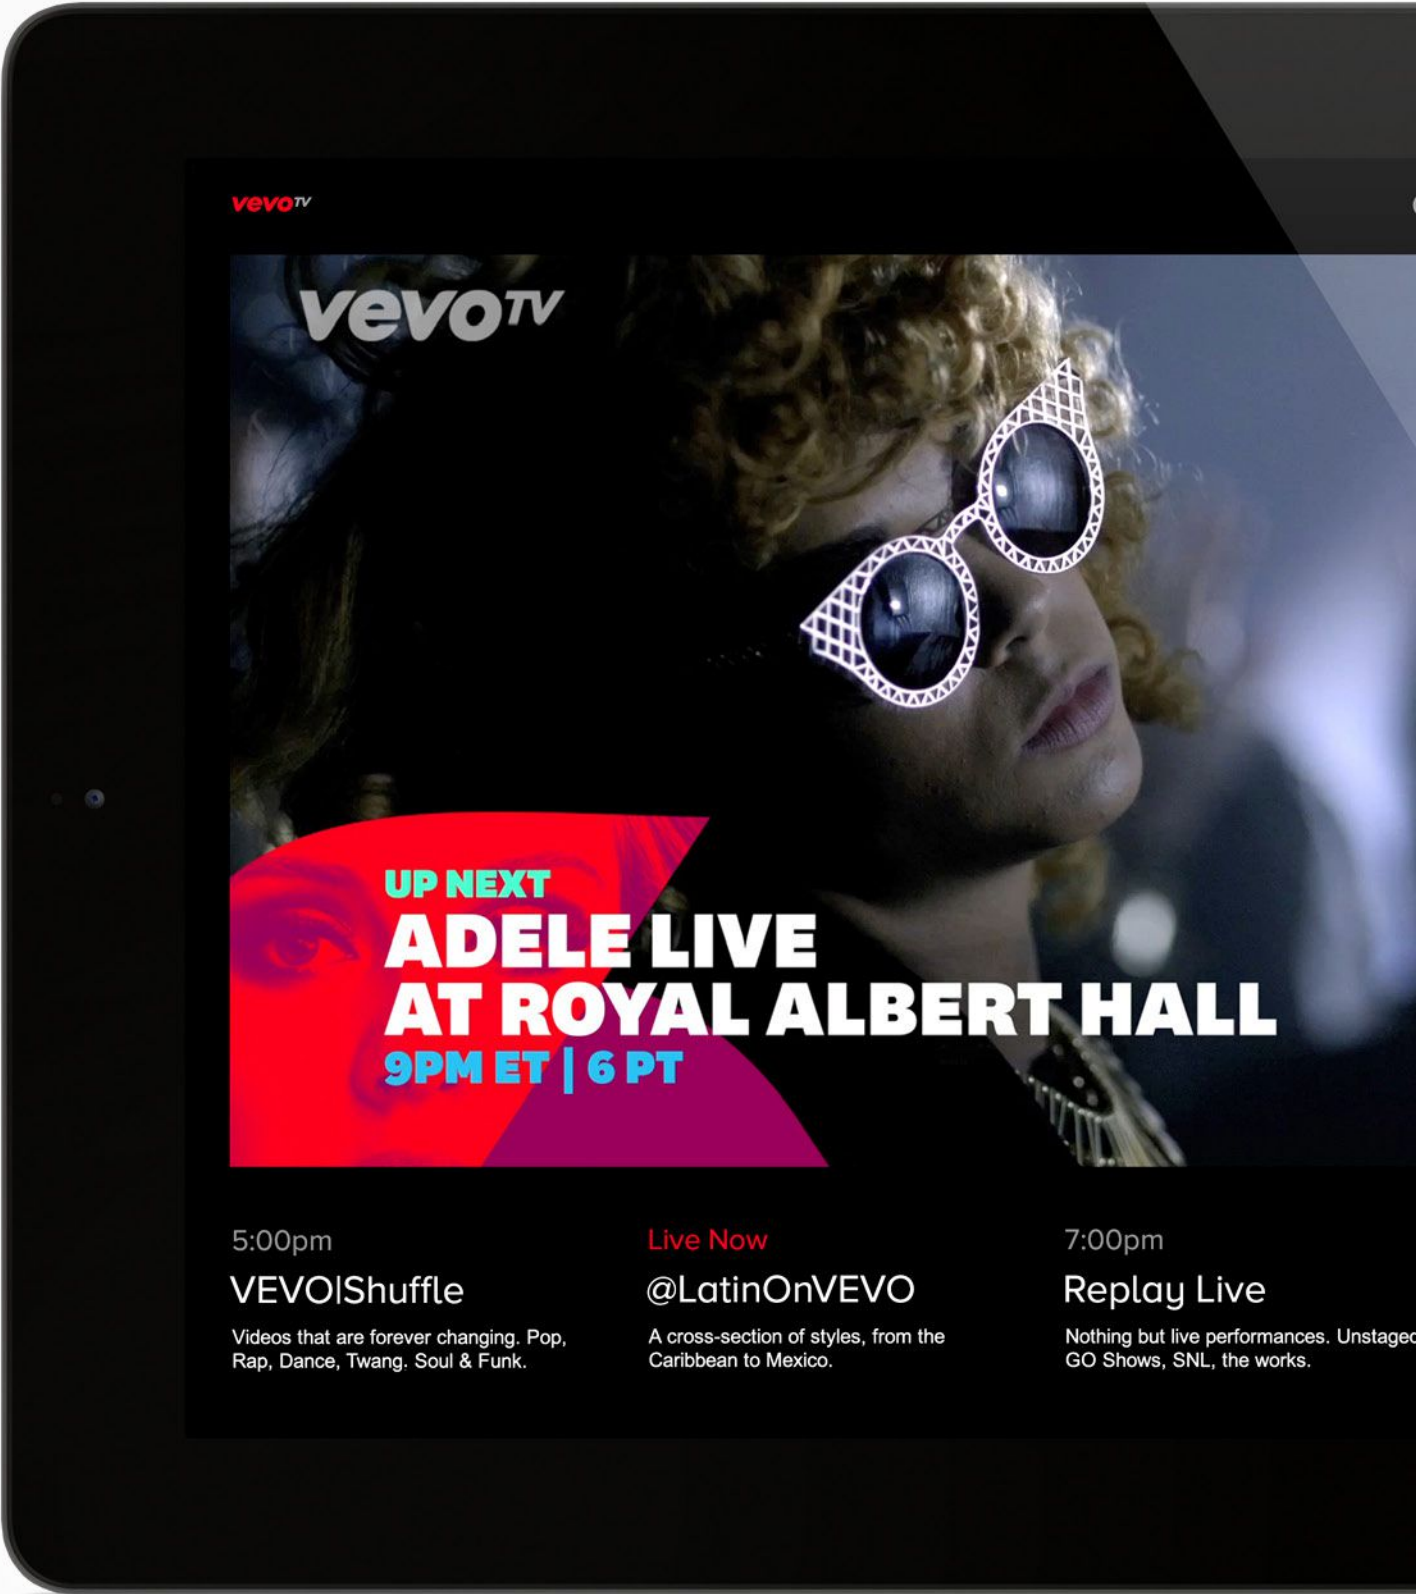 vevoTV
vevoTV
UP NEXT
ADELE LIVE
AT ROYAL ALBERT HALL
9PM ET | 6 PT
5:00pm
VEVO|Shuffle
Videos that are forever changing. Pop,
Rap, Dance, Twang. Soul & Funk.
Live Now
@LatinOnVEVO
A cross-section of styles, from the
Caribbean to Mexico.
7:00pm
Replay Live
Nothing but live performances. Unstaged
GO Shows, SNL, the works.